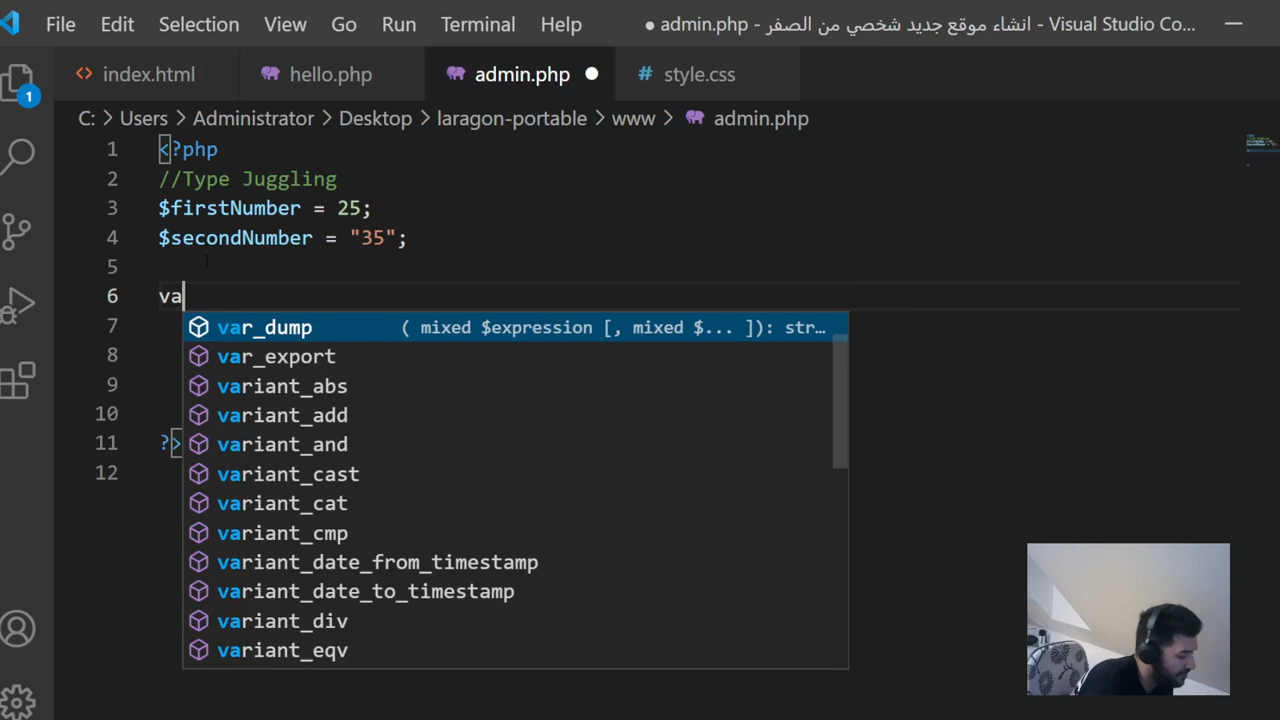 File Edit Selection View Go Run Terminal Help ● admin.php - انشاء موقع جديد شخصي من الصفر - Visual Studio Co...
index.html hello.php admin.php ● # style.css
1
C: > Users > Administrator > Desktop > laragon-portable > www > admin.php
1 <?php
2 //Type Juggling
3 $firstNumber = 25;
4 $secondNumber = "35";
5
6 va
7 var_dump ( mixed $expression [, mixed $... ]): str…
8 var_export
9 variant_abs
10 variant_add
11 ?> variant_and
12 variant_cast
variant_cat
variant_cmp
variant_date_from_timestamp
variant_date_to_timestamp
variant_div
variant_eqv